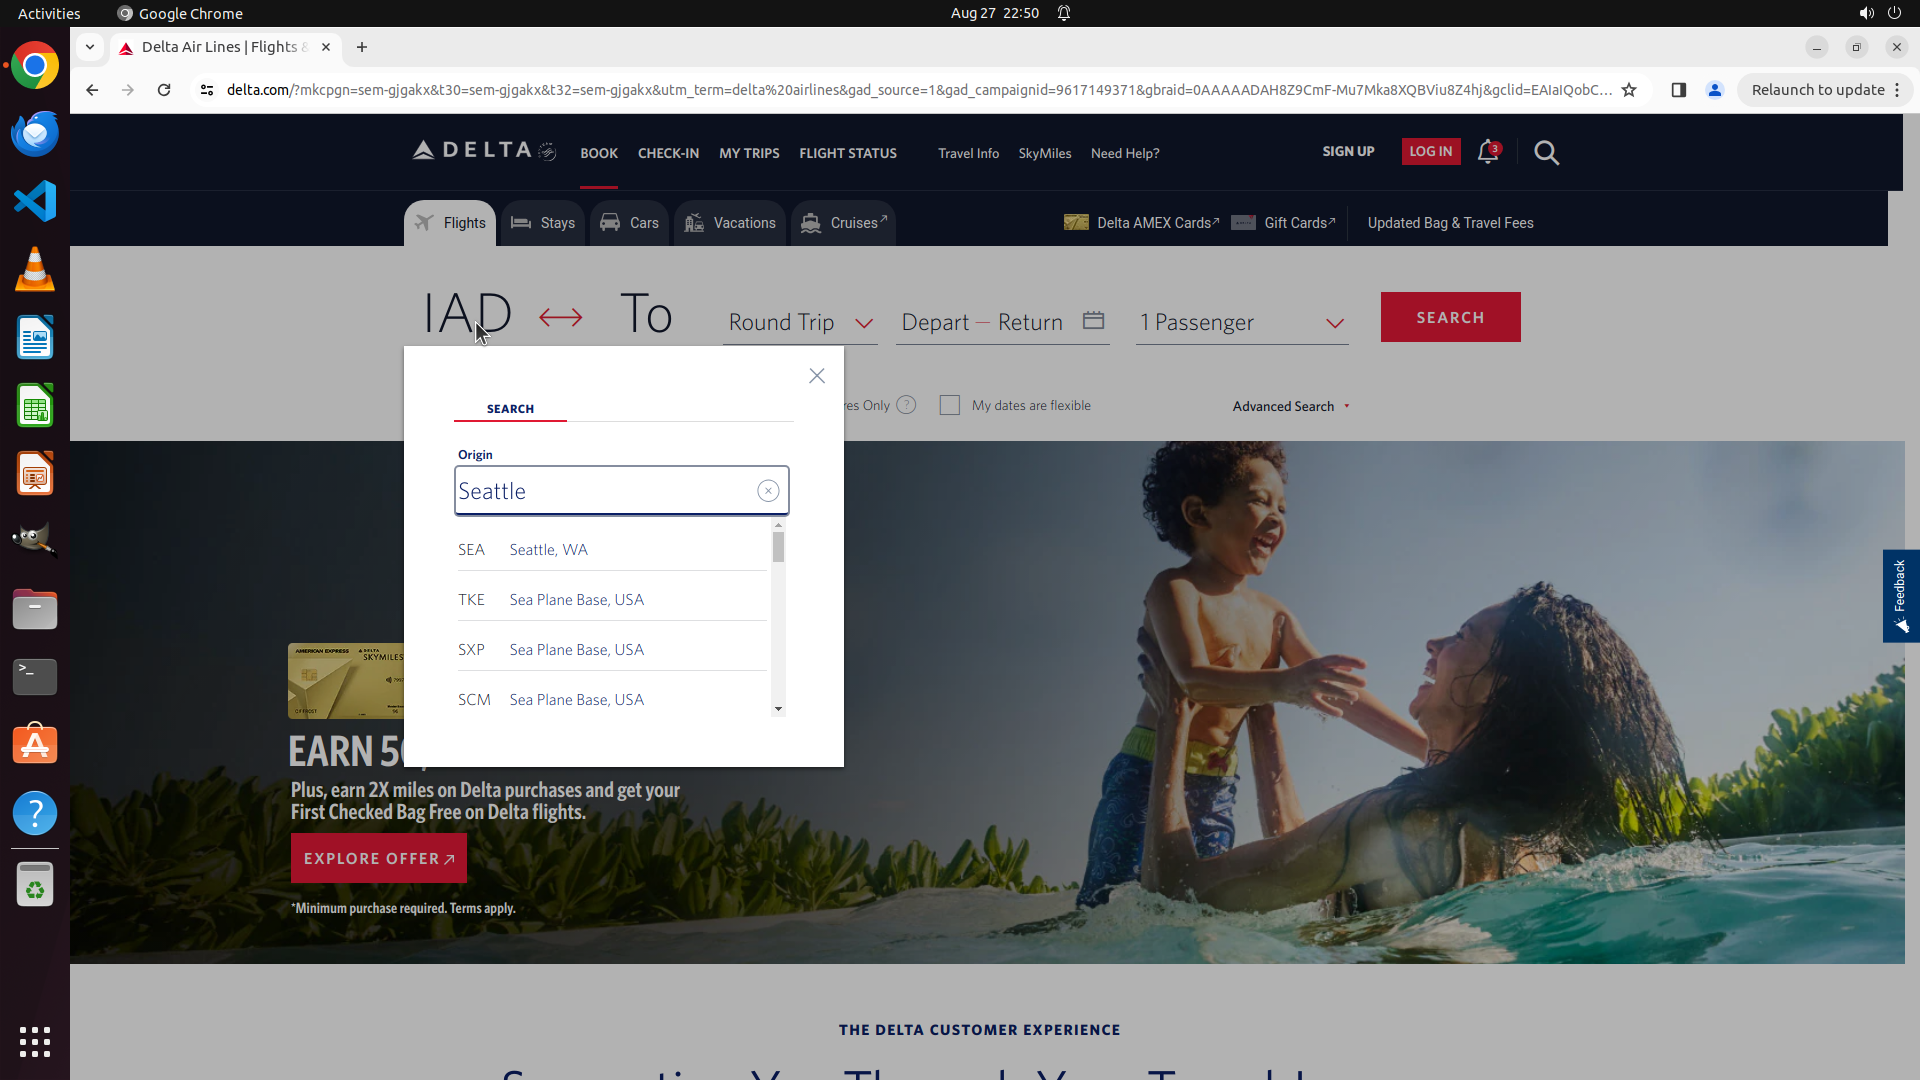 Activities
Google Chrome
Aug 27 22:50
Delta Air Lines | Flights &
delta.com/?mkcpgn=sem-gjgakx&t30=sem-gjgakx&t32=sem-gjgakx&utm_term=delta%20airlines&gad_source=1&gad_campaignid=9617149371&gbraid=0AAAAADAH8Z9CmF-Mu7Mka8XQBViu8Z4hj&gclid=EAIaIQobC...
Relaunch to update
DELTA
BOOK
CHECK-IN
MY TRIPS
FLIGHT STATUS
Travel Info
SkyMiles
Need Help?
SIGN UP
LOG IN
3
Flights
Stays
Cars
Vacations
Cruises
Delta AMEX Cards
Gift Cards
Updated Bag & Travel Fees
IAD
To
Round Trip
Depart — Return
1 Passenger
SEARCH
SEARCH
res Only
?
My dates are flexible
Advanced Search
Origin
Seattle
SEA Seattle, WA
TKE Sea Plane Base, USA
SXP Sea Plane Base, USA
SCM Sea Plane Base, USA
Feedback
AMERICAN EXPRESS
DELTA
SKYMILES
EARN
Plus, earn 2X miles on Delta purchases and get your
First Checked Bag Free on Delta flights.
EXPLORE OFFER
*Minimum purchase required. Terms apply.
THE DELTA CUSTOMER EXPERIENCE